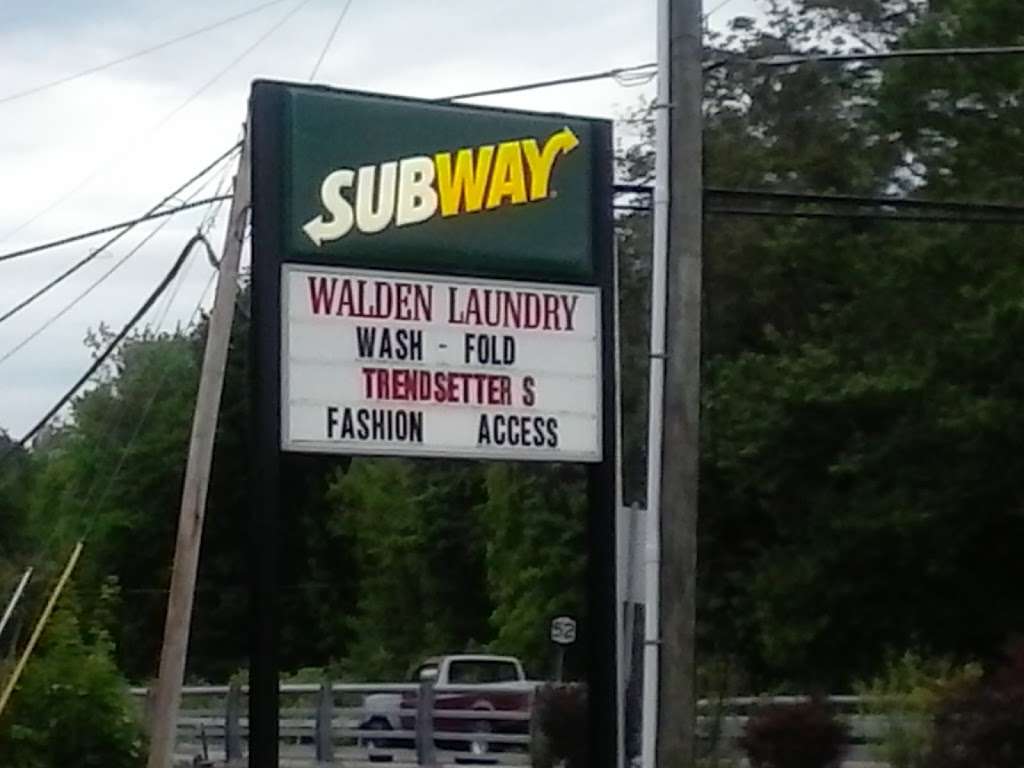 SUBWAY
WALDEN LAUNDRY
WASH - FOLD
TRENDSETTER S
FASHION ACCESS
52